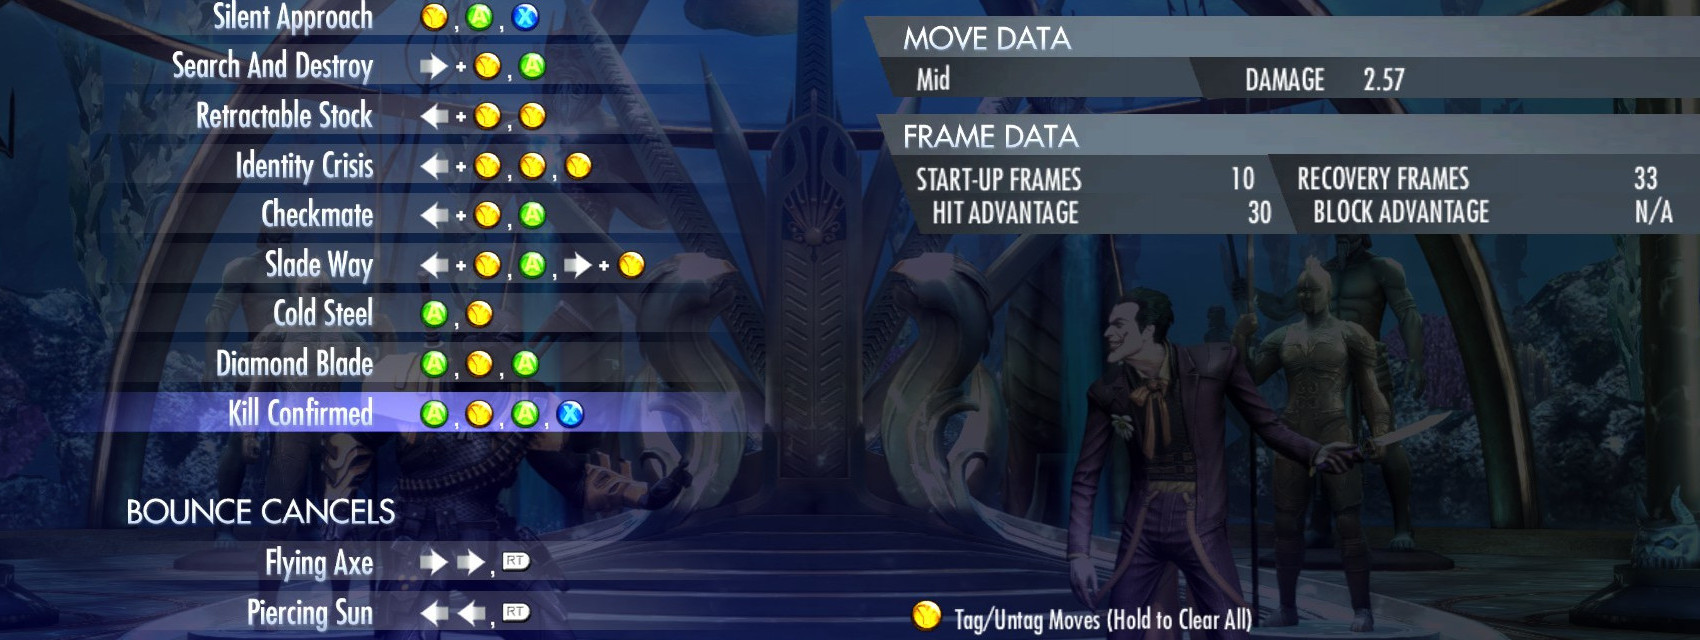 Silent Approach Y, A, X
Search And Destroy + Y, A
Retractable Stock + Y, Y
Identity Crisis + Y, Y, Y
Checkmate + Y, A
Slade Way + Y, A, + Y
Cold Steel A, Y
Diamond Blade A, Y, A
Kill Confirmed A, Y, A, X
BOUNCE CANCELS
Flying Axe , RT
Piercing Sun , RT
MOVE DATA
Mid DAMAGE 2.57
FRAME DATA
START-UP FRAMES 10 RECOVERY FRAMES 33
HIT ADVANTAGE 30 BLOCK ADVANTAGE N/A
Y Tag/Untag Moves (Hold to Clear All)